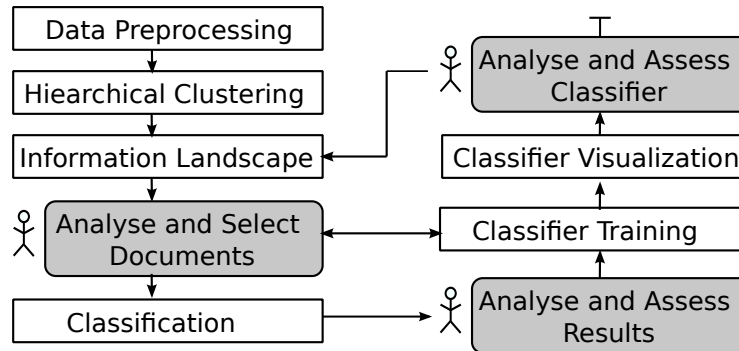 Data Preprocessing
Hiearchical Clustering
Information Landscape
Analyse and Select
Documents
Classification
Analyse and Assess
Classifier
Classifier Visualization
Classifier Training
Analyse and Assess
Results